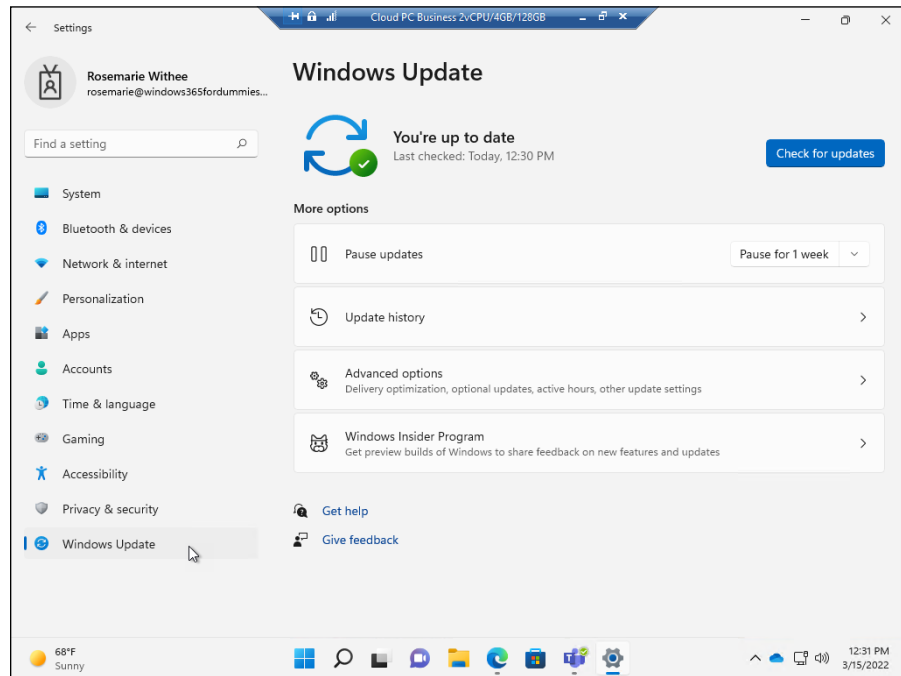 Cloud PC Business 2vCPU/4GB/128GB
Settings
Rosemarie Withee
rosemarie@windows365fordummies...
Find a setting
System
Bluetooth & devices
Network & internet
Personalization
Apps
Accounts
Time & language
Gaming
Accessibility
Privacy & security
Windows Update
Windows Update
You're up to date
Last checked: Today, 12:30 PM
Check for updates
More options
Pause updates
Pause for 1 week
Update history
Advanced options
Delivery optimization, optional updates, active hours, other update settings
Windows Insider Program
Get preview builds of Windows to share feedback on new features and updates
Get help
Give feedback
68°F
Sunny
12:31 PM
3/15/2022